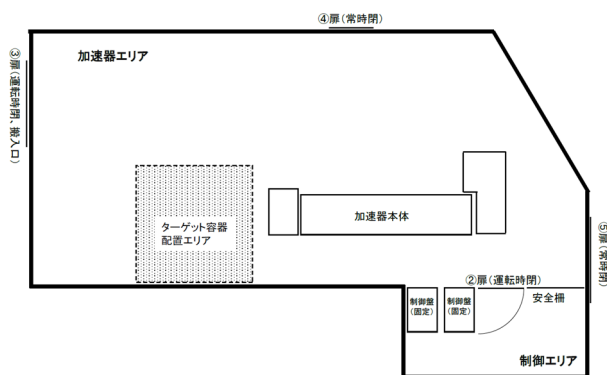 ④扉(常時閉)
加速器エリア
③扉(運転時閉、搬入口)
加速器本体
ターゲット容器
配置エリア
⑤扉(常時閉)
②扉(運転時閉)
安全柵
制御盤
(固定)
制御盤
(固定)
制御エリア